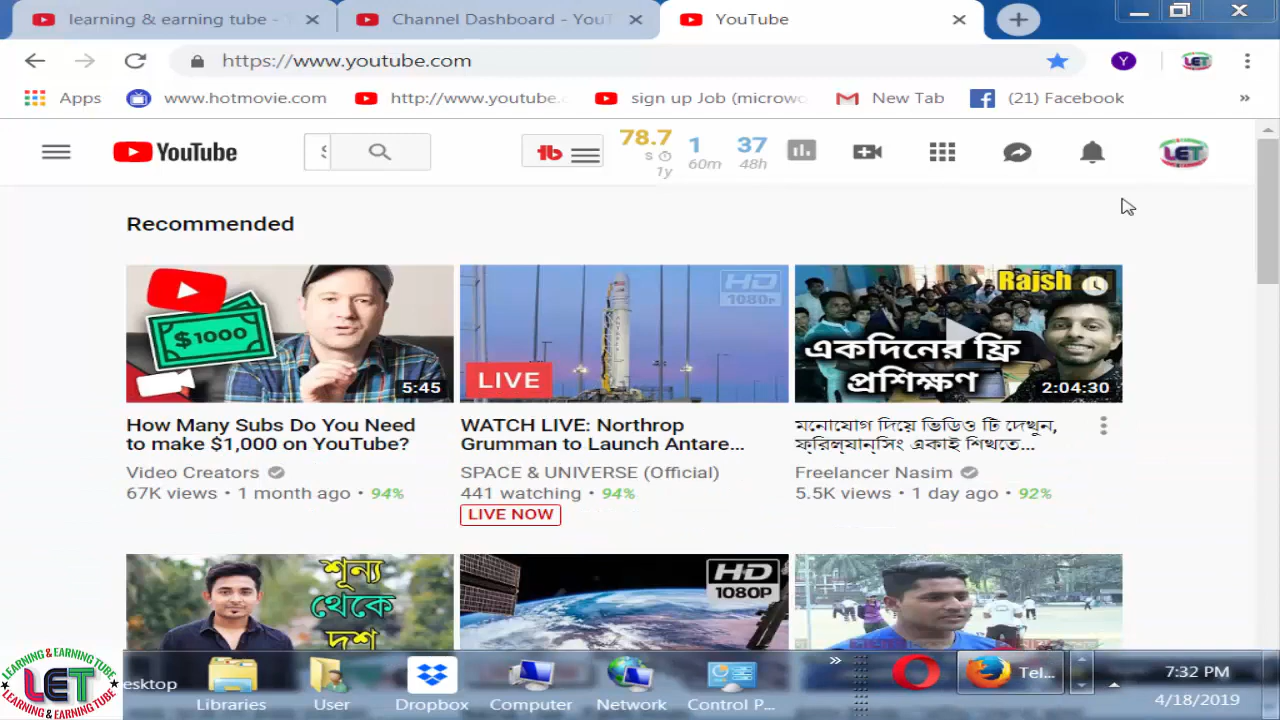 learning & earning tube -
Channel Dashboard - YouT
YouTube
https://www.youtube.com
Y
LET
Apps
www.hotmovie.com
http://www.youtube.c
sign up Job (microwo
New Tab
(21) Facebook
»
YouTube
78.7
s
1y
1
60m
37
48h
LET
Recommended
$1000
5:45
How Many Subs Do You Need
to make $1,000 on YouTube?
Video Creators
67K views • 1 month ago • 94%
HD
1080p
LIVE
WATCH LIVE: Northrop
Grumman to Launch Antare...
SPACE & UNIVERSE (Official)
441 watching • 94%
LIVE NOW
একদিনের ফ্রি
প্রশিক্ষণ
2:04:30
মনোযোগ দিয়ে ভিডিও টি দেখুন,
ফ্রিল্যান্সিং একাই শিখতে...
Freelancer Nasim
5.5K views • 1 day ago • 92%
শূন্য
থেকে
দশ
HD
1080P
LEARNING & EARNING TUBE
LET
LEARNING & EARNING TUBE
esktop
Libraries
User
Dropbox
Computer
Network
Control P...
»
Tel...
7:32 PM
4/18/2019